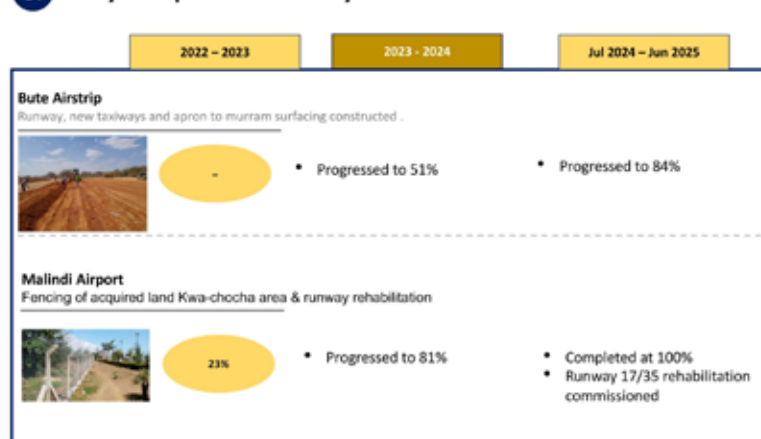 2022 – 2023
2023 - 2024
Jul 2024 – Jun 2025
Bute Airstrip
Runway, new taxiways and apron to murram surfacing constructed .
-
• Progressed to 51%
• Progressed to 84%
Malindi Airport
Fencing of acquired land Kwa-chocha area & runway rehabilitation
23%
• Progressed to 81%
• Completed at 100%
• Runway 17/35 rehabilitation
commissioned